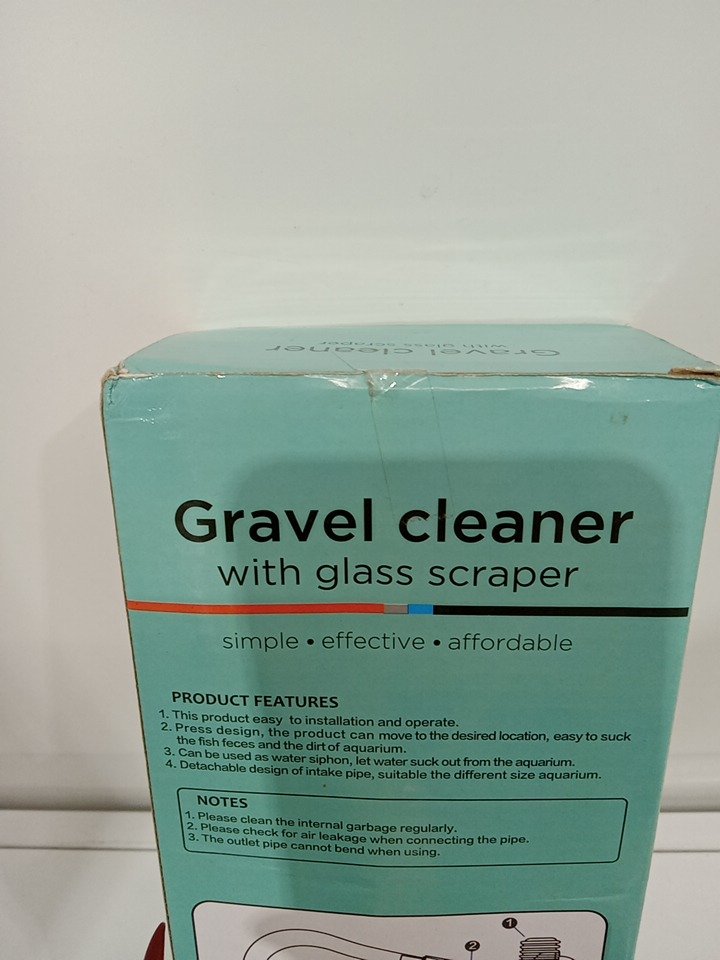 Gravel cleaner
with glass scraper
Gravel cleaner
with glass scraper
simple • effective • affordable
PRODUCT FEATURES
1. This product easy to installation and operate.
2. Press design, the product can move to the desired location, easy to suck
the fish feces and the dirt of aquarium.
3. Can be used as water siphon, let water suck out from the aquarium.
4. Detachable design of intake pipe, suitable the different size aquarium.
NOTES
1. Please clean the internal garbage regularly.
2. Please check for air leakage when connecting the pipe.
3. The outlet pipe cannot bend when using.
1
2